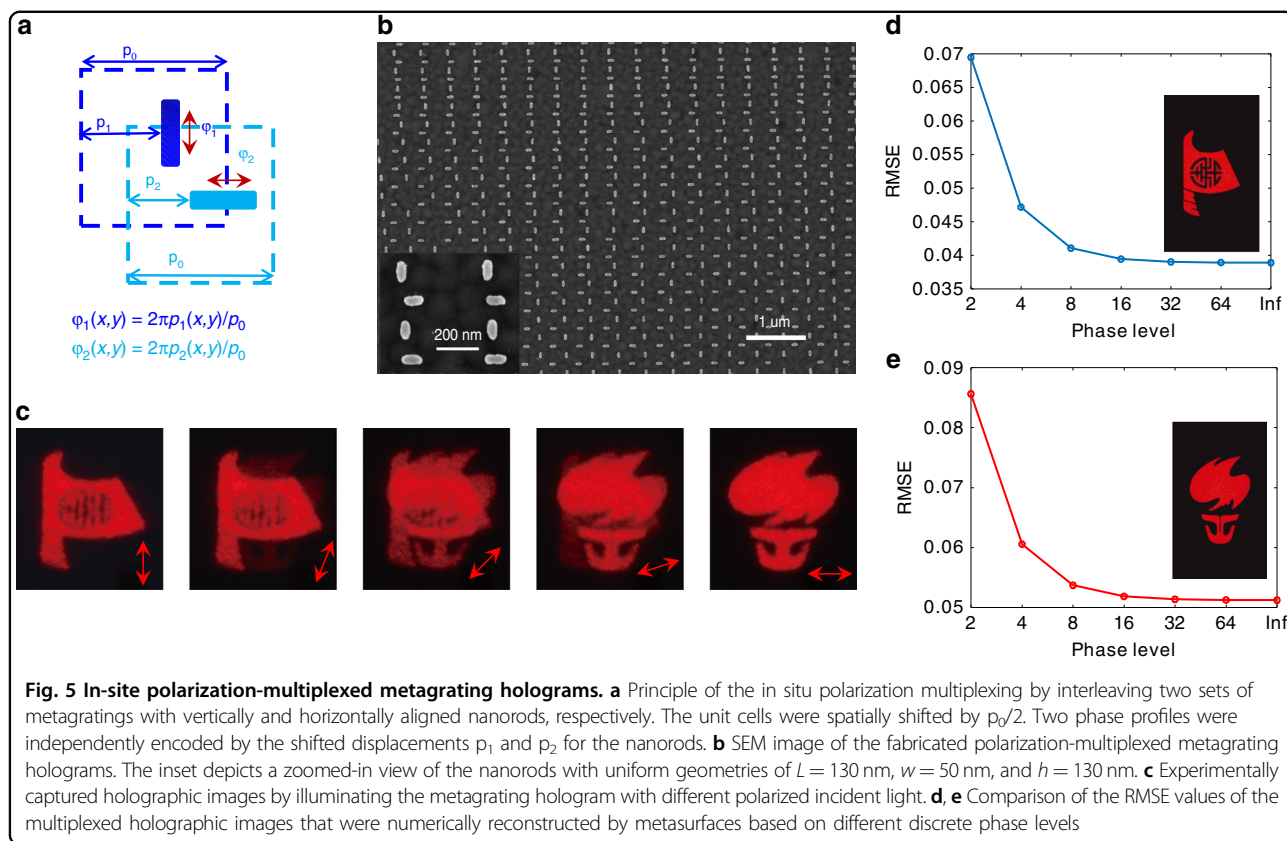 a
p₀
p₁
φ₁
φ₂
p₂
p₀
φ₁(x,y) = 2πp₁(x,y)/p₀
φ₂(x,y) = 2πp₂(x,y)/p₀
b
200 nm
1 um
c
d
0.07
0.065
0.06
0.055
0.05
0.045
0.04
0.035
RMSE
2 4 8 16 32 64 Inf
Phase level
e
0.09
0.08
0.07
0.06
0.05
RMSE
2 4 8 16 32 64 Inf
Phase level
Fig. 5 In-site polarization-multiplexed metagrating holograms. a Principle of the in situ polarization multiplexing by interleaving two sets of
metagratings with vertically and horizontally aligned nanorods, respectively. The unit cells were spatially shifted by p₀/2. Two phase profiles were
independently encoded by the shifted displacements p₁ and p₂ for the nanorods. b SEM image of the fabricated polarization-multiplexed metagrating
holograms. The inset depicts a zoomed-in view of the nanorods with uniform geometries of L = 130 nm, w = 50 nm, and h = 130 nm. c Experimentally
captured holographic images by illuminating the metagrating hologram with different polarized incident light. d, e Comparison of the RMSE values of the
multiplexed holographic images that were numerically reconstructed by metasurfaces based on different discrete phase levels